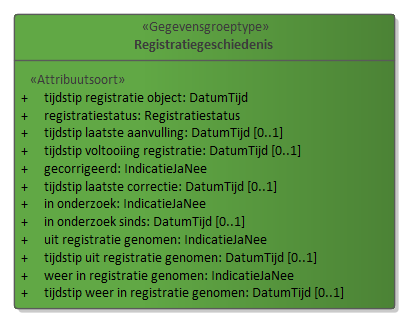 «Gegevensgroeptype»
Registratiegeschiedenis
«Attribuutsoort»
+ tijdstip registratie object: DatumTijd
+ registratiestatus: Registratiestatus
+ tijdstip laatste aanvulling: DatumTijd [0..1]
+ tijdstip voltooiing registratie: DatumTijd [0..1]
+ gecorrigeerd: IndicatieJaNee
+ tijdstip laatste correctie: DatumTijd [0..1]
+ in onderzoek: IndicatieJaNee
+ in onderzoek sinds: DatumTijd [0..1]
+ uit registratie genomen: IndicatieJaNee
+ tijdstip uit registratie genomen: DatumTijd [0..1]
+ weer in registratie genomen: IndicatieJaNee
+ tijdstip weer in registratie genomen: DatumTijd [0..1]